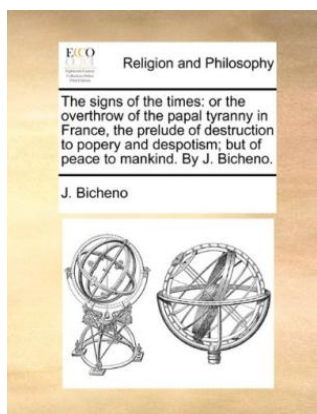 ECCO
Religion and Philosophy
The signs of the times: or the
overthrow of the papal tyranny in
France, the prelude of destruction
to popery and despotism; but of
peace to mankind. By J. Bicheno.
J. Bicheno